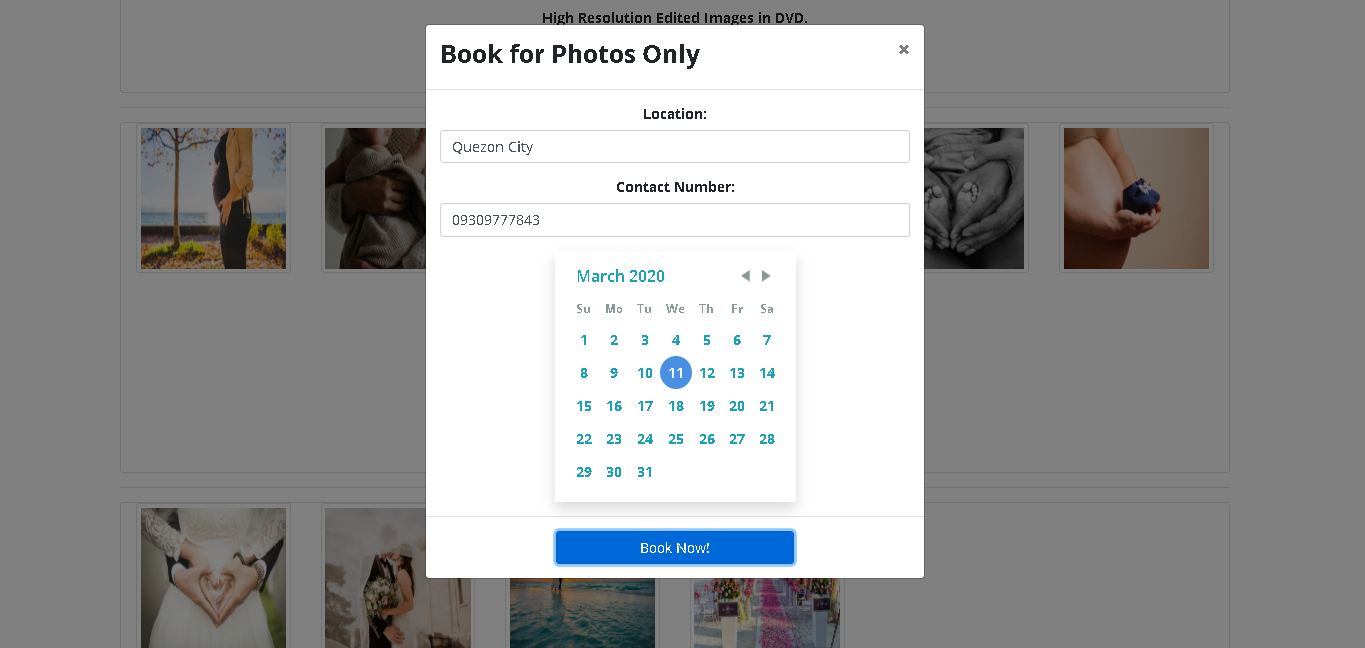 High Resolution Edited Images in DVD.
Book for Photos Only ×
Location:
Quezon City
Contact Number:
09309777843
March 2020
Su Mo Tu We Th Fr Sa
1 2 3 4 5 6 7
8 9 10 11 12 13 14
15 16 17 18 19 20 21
22 23 24 25 26 27 28
29 30 31
Book Now!